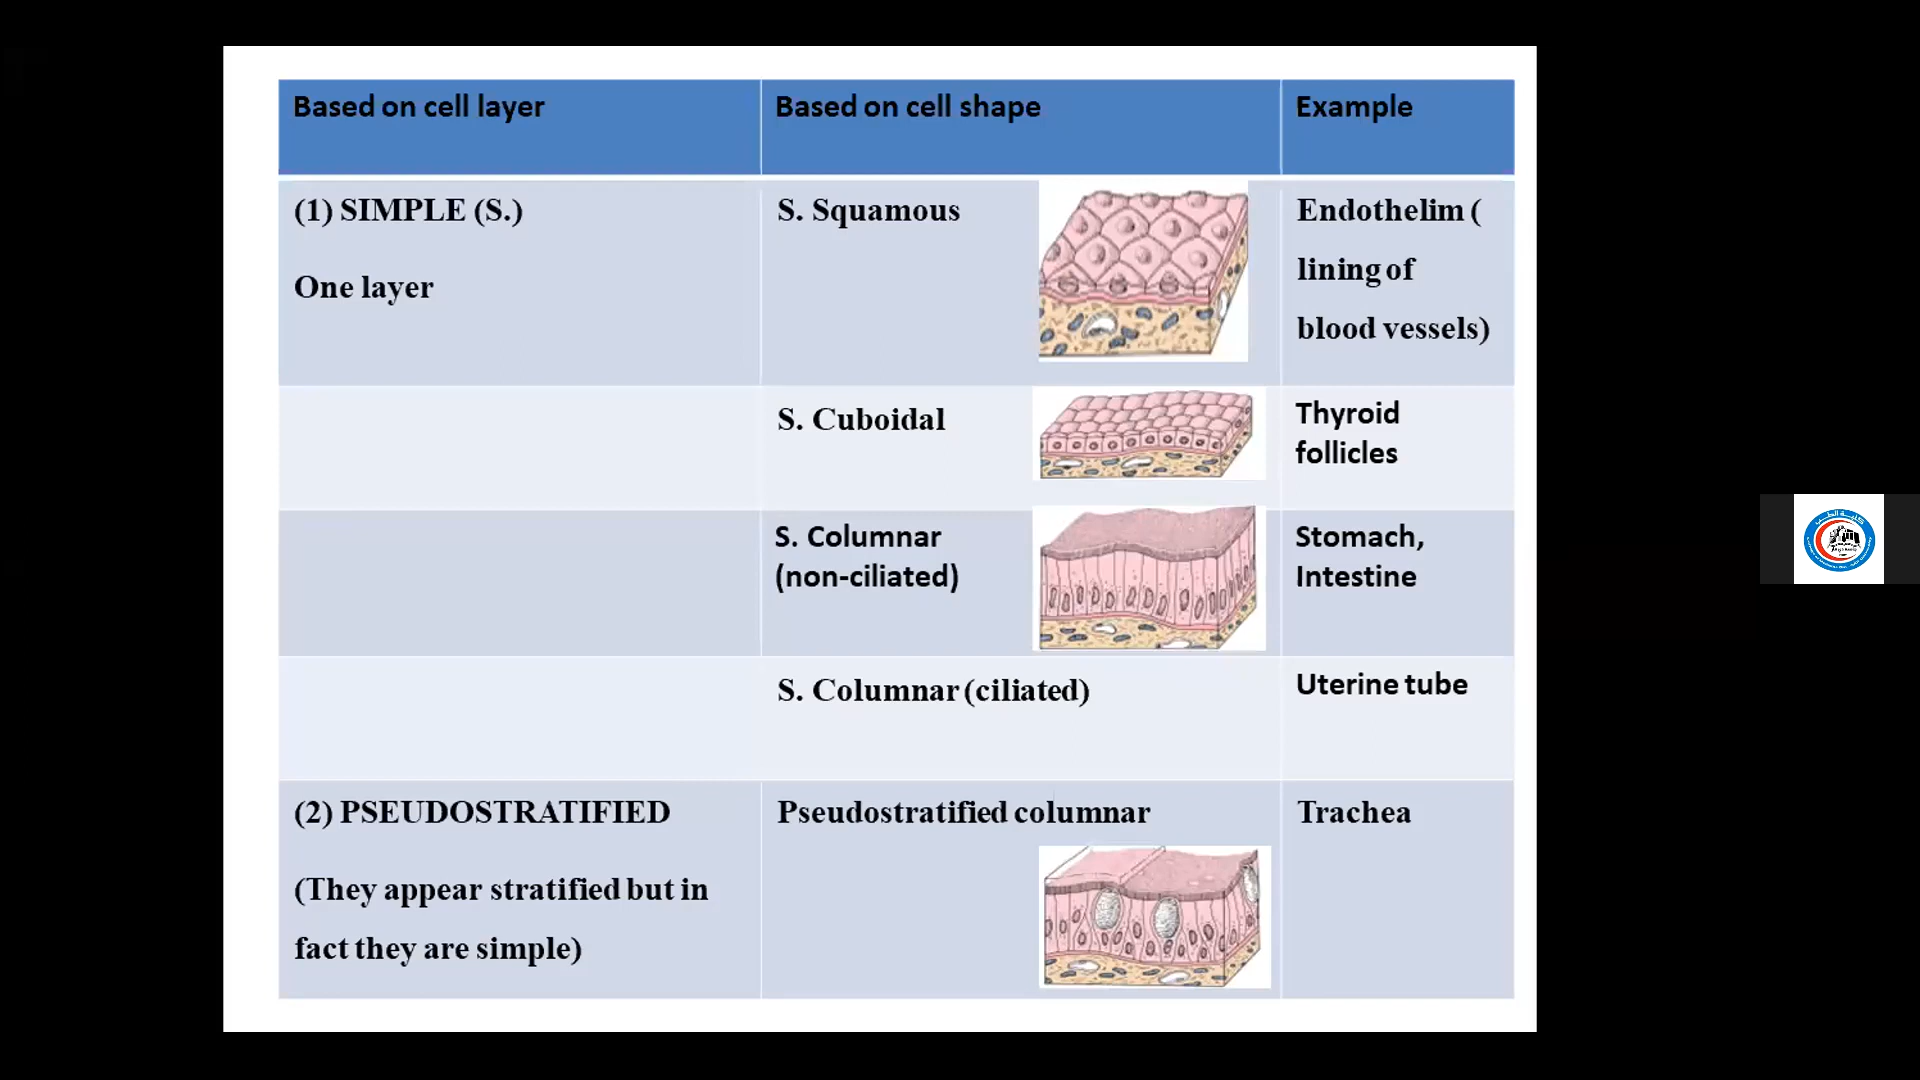 Based on cell layer
Based on cell shape
Example
(1) SIMPLE (S.)
One layer
S. Squamous
Endothelim (
lining of
blood vessels)
S. Cuboidal
Thyroid
follicles
S. Columnar
(non-ciliated)
Stomach,
Intestine
S. Columnar (ciliated)
Uterine tube
(2) PSEUDOSTRATIFIED
(They appear stratified but in
fact they are simple)
Pseudostratified columnar
Trachea
كلية الطب